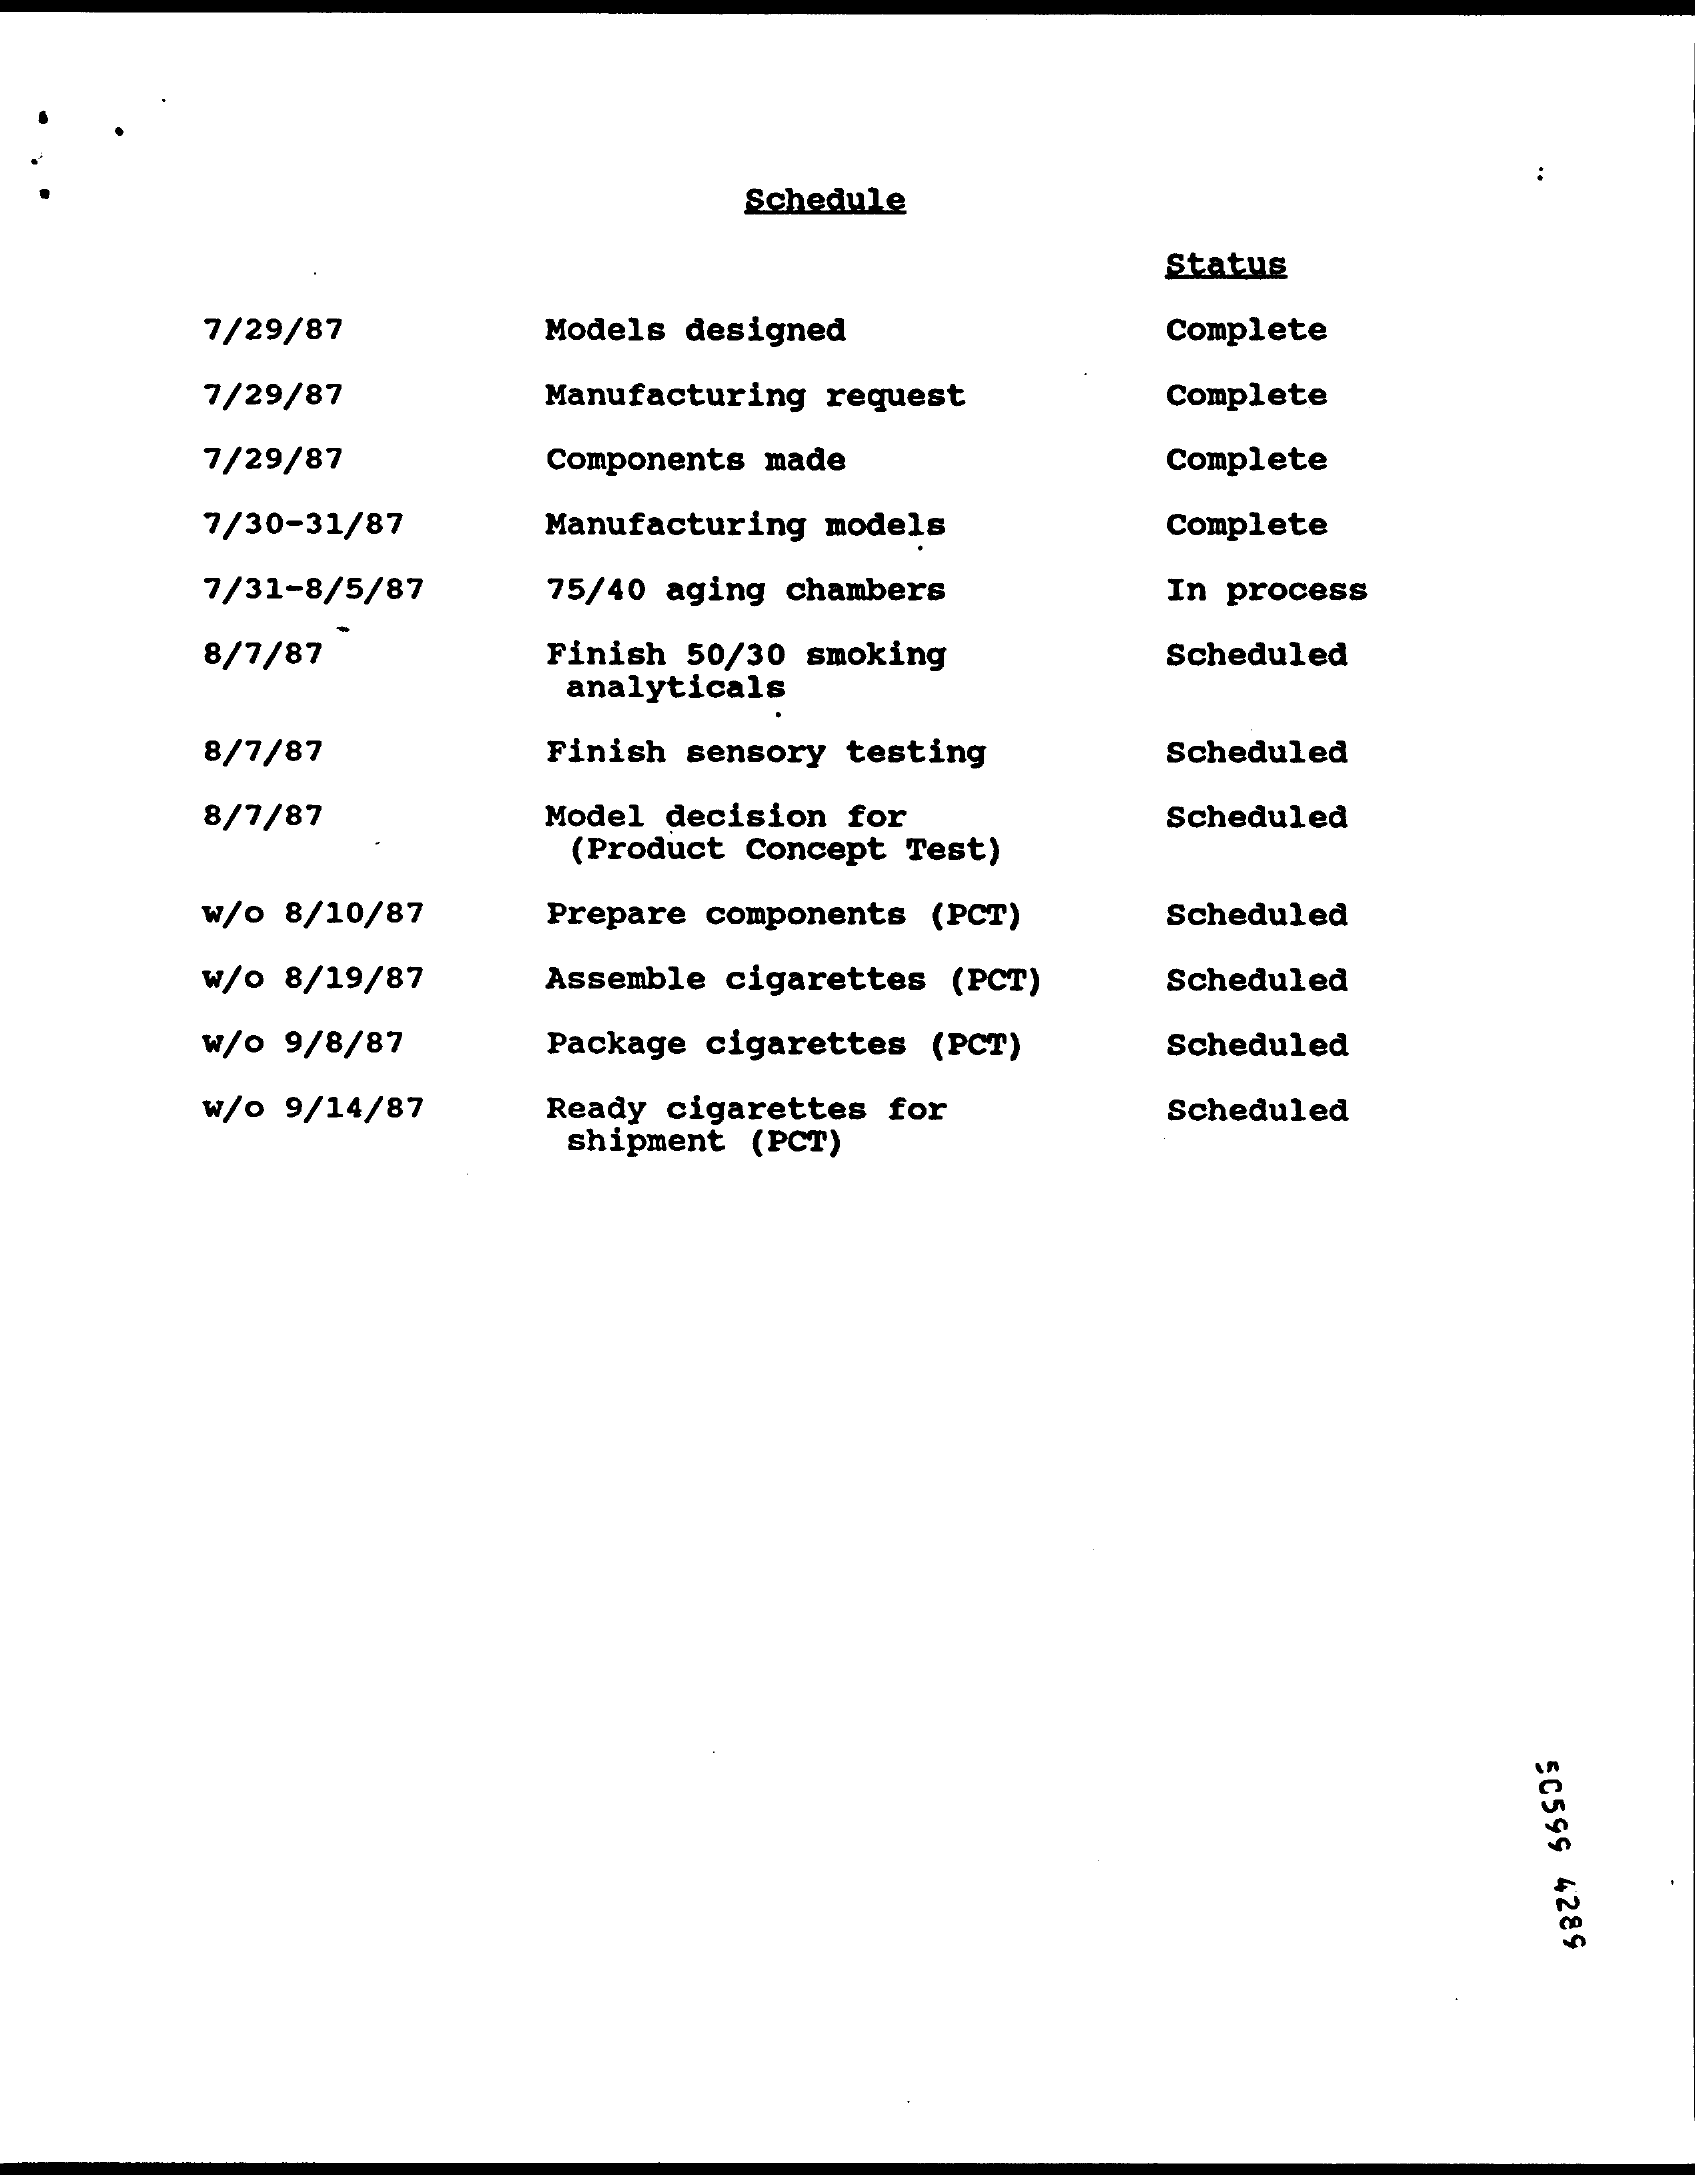 Schedule
Status
7/29/87 Models designed Complete
7/29/87 Manufacturing request Complete
7/29/87 Components made Complete
7/30-31/87 Manufacturing models Complete
7/31-8/5/87 75/40 aging chambers In process
8/7/87 Finish 50/30 smoking Scheduled
analyticals
8/7/87 Finish sensory testing Scheduled
8/7/87 Model decision for Scheduled
(Product Concept Test)
w/o 8/10/87 Prepare components (PCT) Scheduled
w/o 8/19/87 Assemble cigarettes (PCT) Scheduled
w/o 9/8/87 Package cigarettes (PCT) Scheduled
w/o 9/14/87 Ready cigarettes for Scheduled
shipment (PCT)
50599 4289